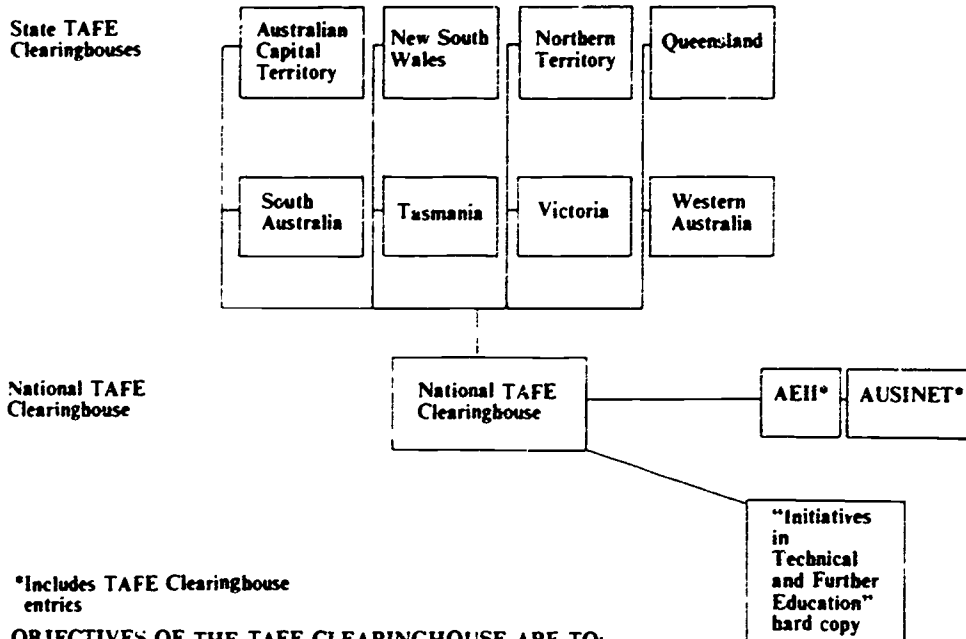 State TAFE
Clearinghouses
Australian
Capital
Territory
New South
Wales
Northern
Territory
Queensland
South
Australia
Tasmania
Victoria
Western
Australia
National TAFE
Clearinghouse
National TAFE
Clearinghouse
AEII*
AUSINET*
"Initiatives
in
Technical
and Further
Education"
hard copy
*Includes TAFE Clearinghouse
entries
OBJECTIVES OF THE TAFE CLEARINGHOUSE ARE TO: